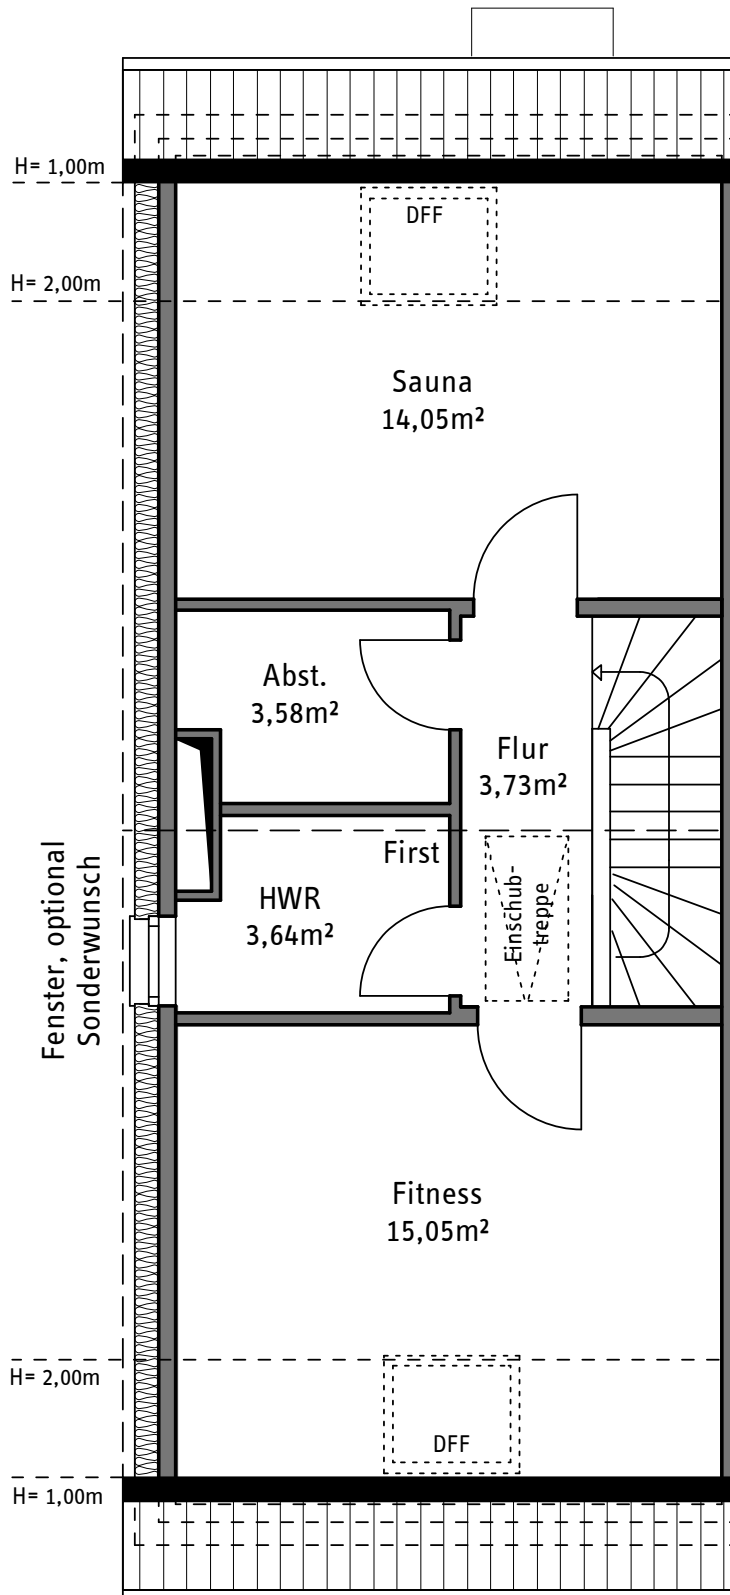 H= 1,00m
DFF
H= 2,00m
Sauna
14,05m²
Abst.
3,58m²
Flur
3,73m²
First
HWR
3,64m²
Einschub-
treppe
Fenster, optional
Sonderwunsch
Fitness
15,05m²
H= 2,00m
DFF
H= 1,00m